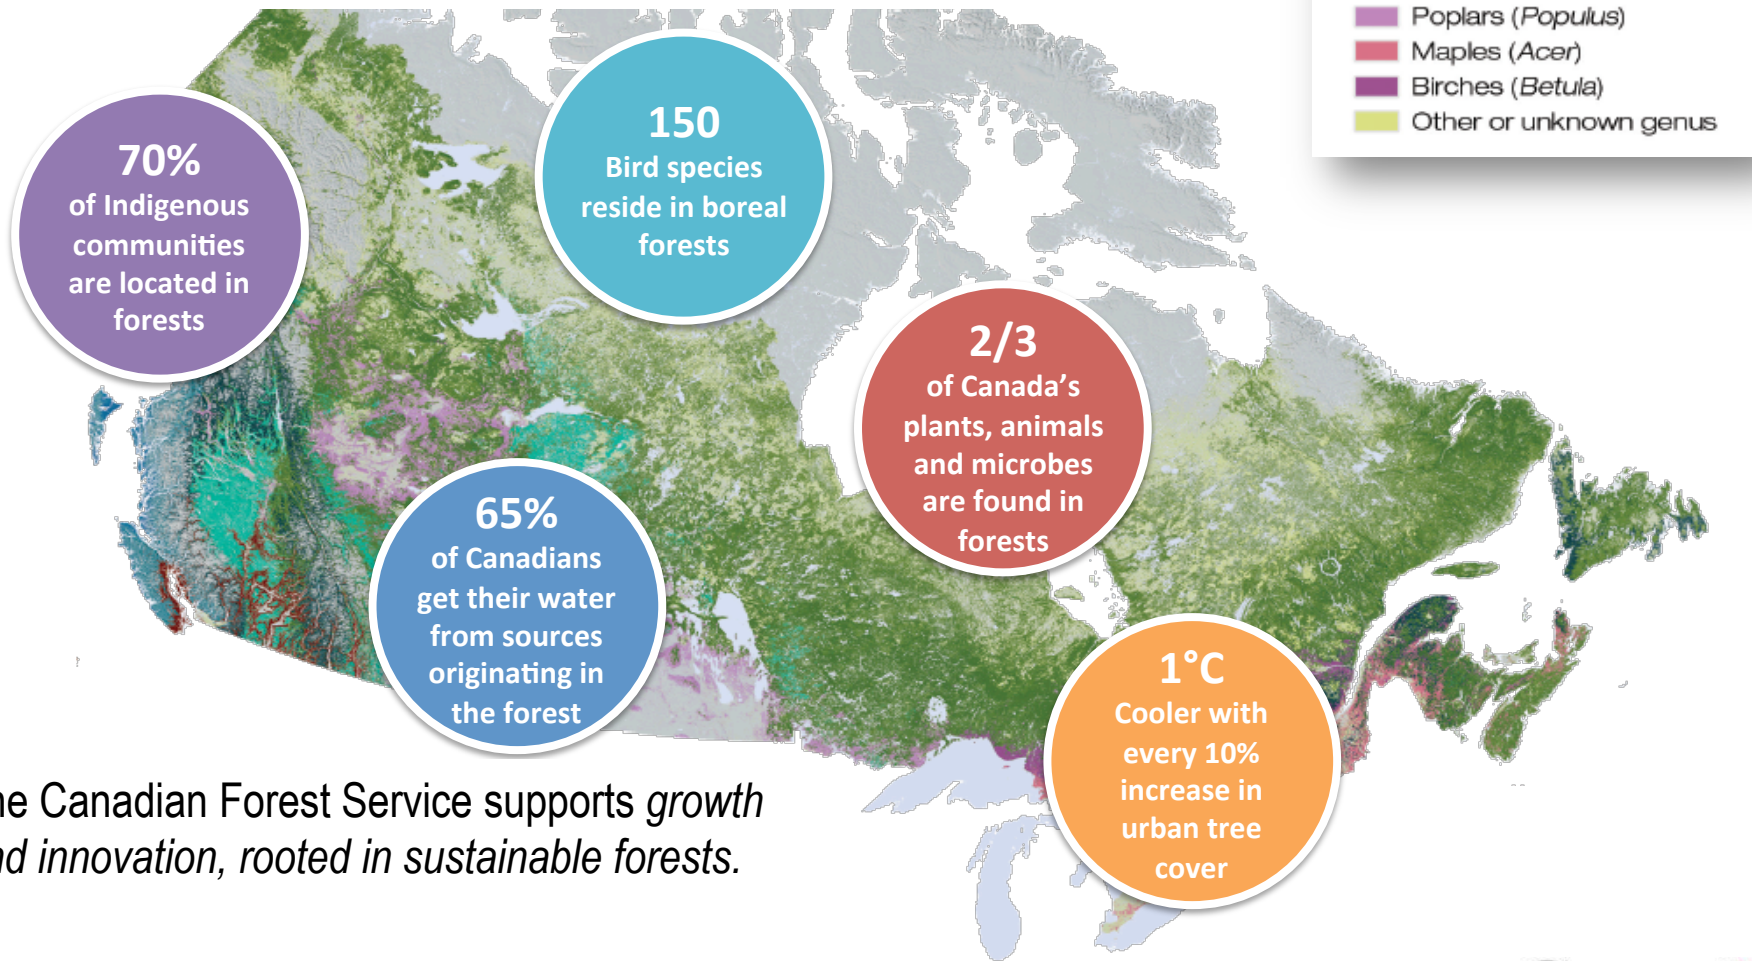 Poplars (Populus)
Maples (Acer)
Birches (Betula)
Other or unknown genus
70%
of Indigenous
communities
are located in
forests
150
Bird species
reside in boreal
forests
2/3
of Canada's
plants, animals
and microbes
are found in
forests
65%
of Canadians
get their water
from sources
originating in
the forest
1°C
Cooler with
every 10%
increase in
urban tree
cover
he Canadian Forest Service supports growth
nd innovation, rooted in sustainable forests.